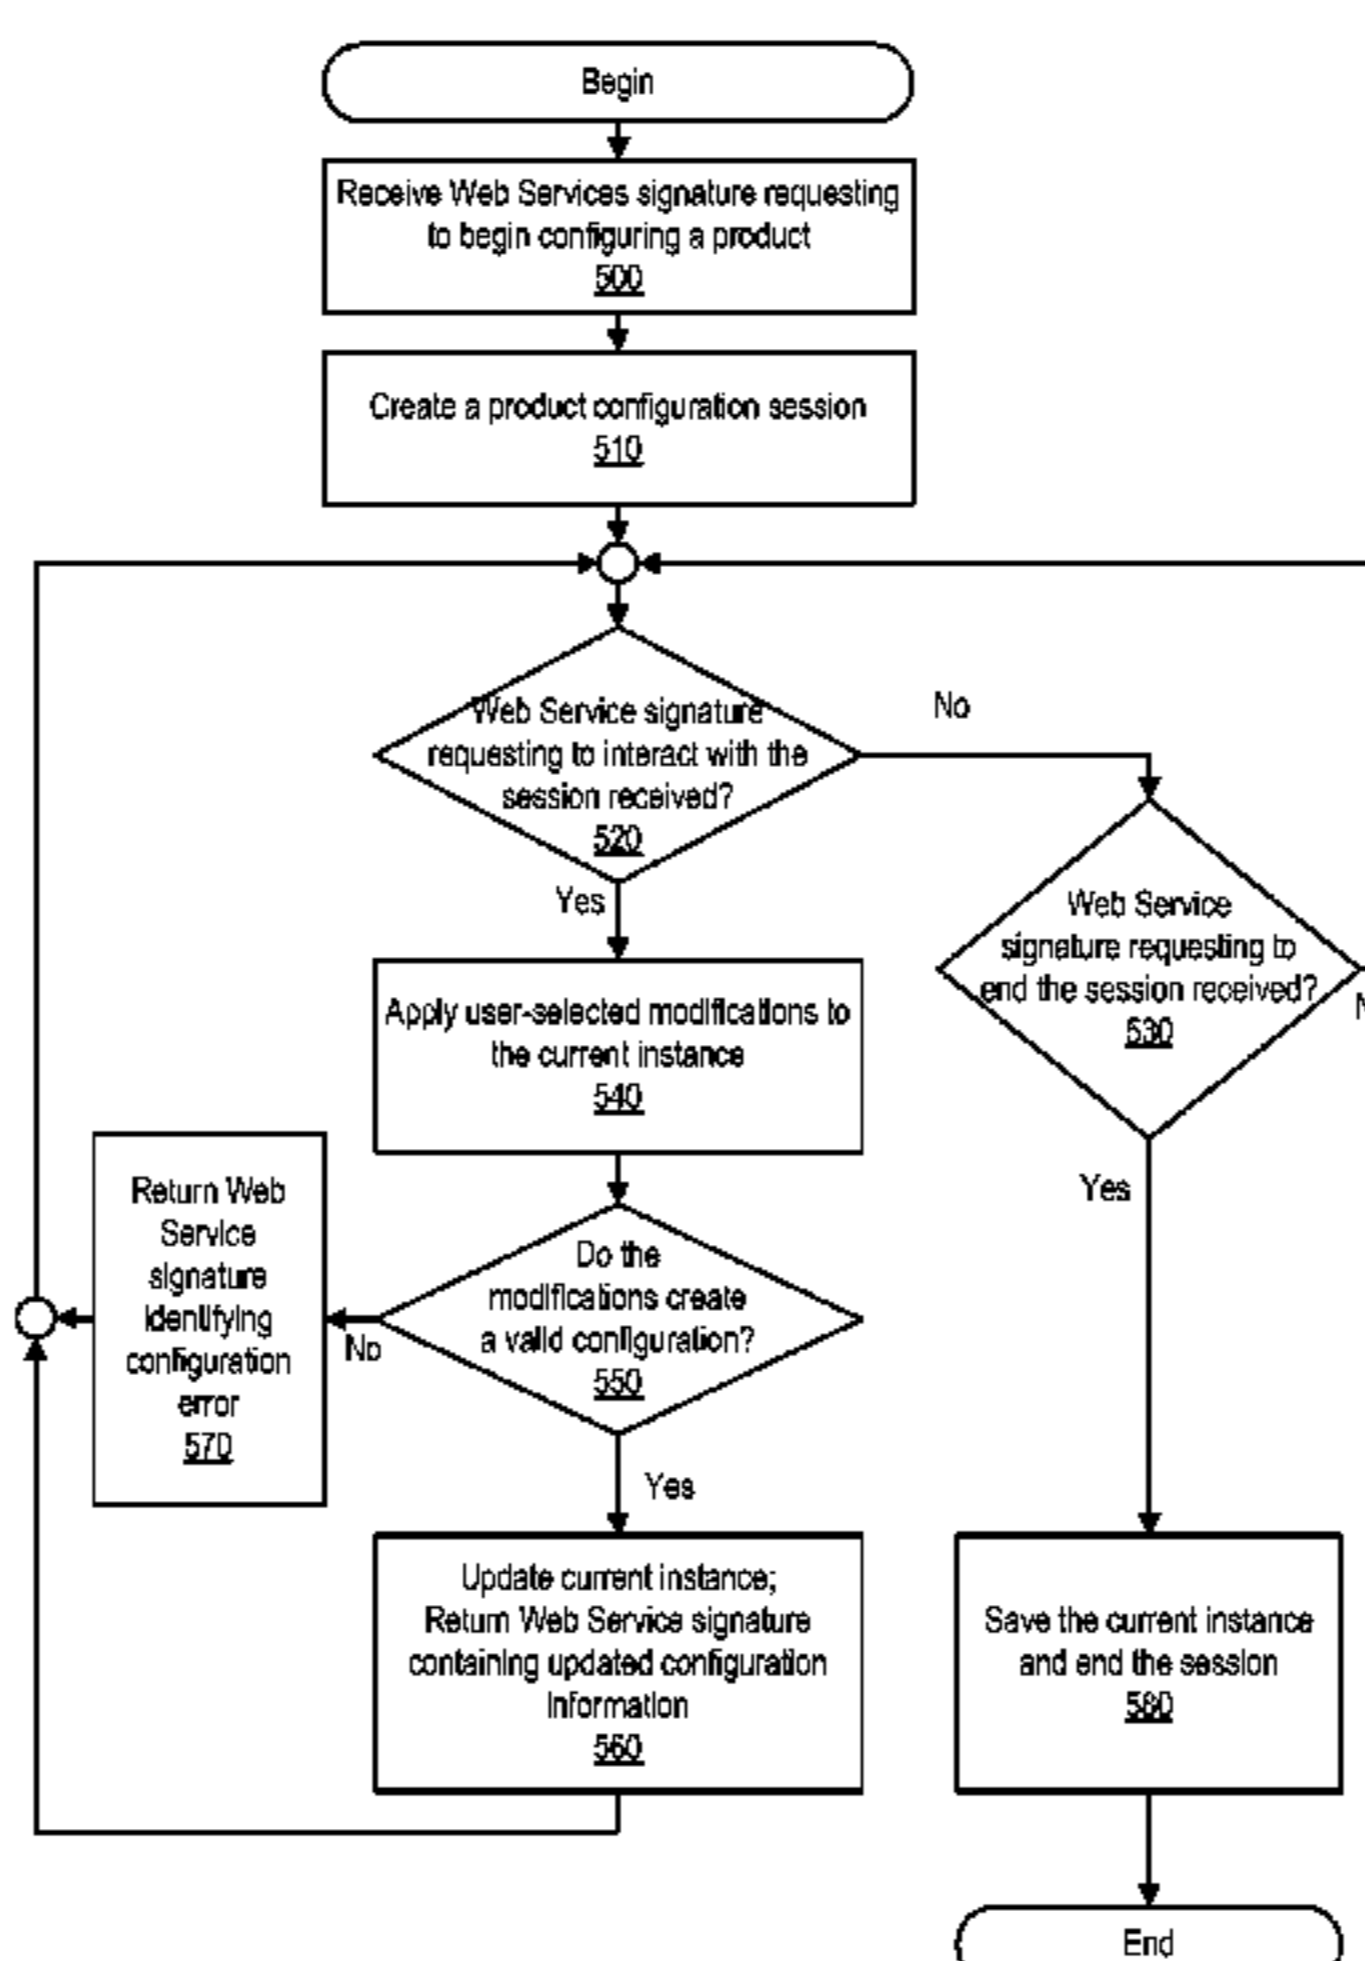 Begin
Receive Web Services signature requesting
to begin configuring a product
500
Create a product configuration session
510
Web Service signature
requesting to interact with the
session received?
520
No
Yes
Web Service
signature requesting to
end the session received?
530
Apply user-selected modifications to
the current instance
540
Yes
Return Web
Service
signature
identifying
configuration
error
570
No
Do the
modifications create
a valid configuration?
550
Yes
Update current instance;
Return Web Service signature
containing updated configuration
information
560
Save the current instance
and end the session
580
End